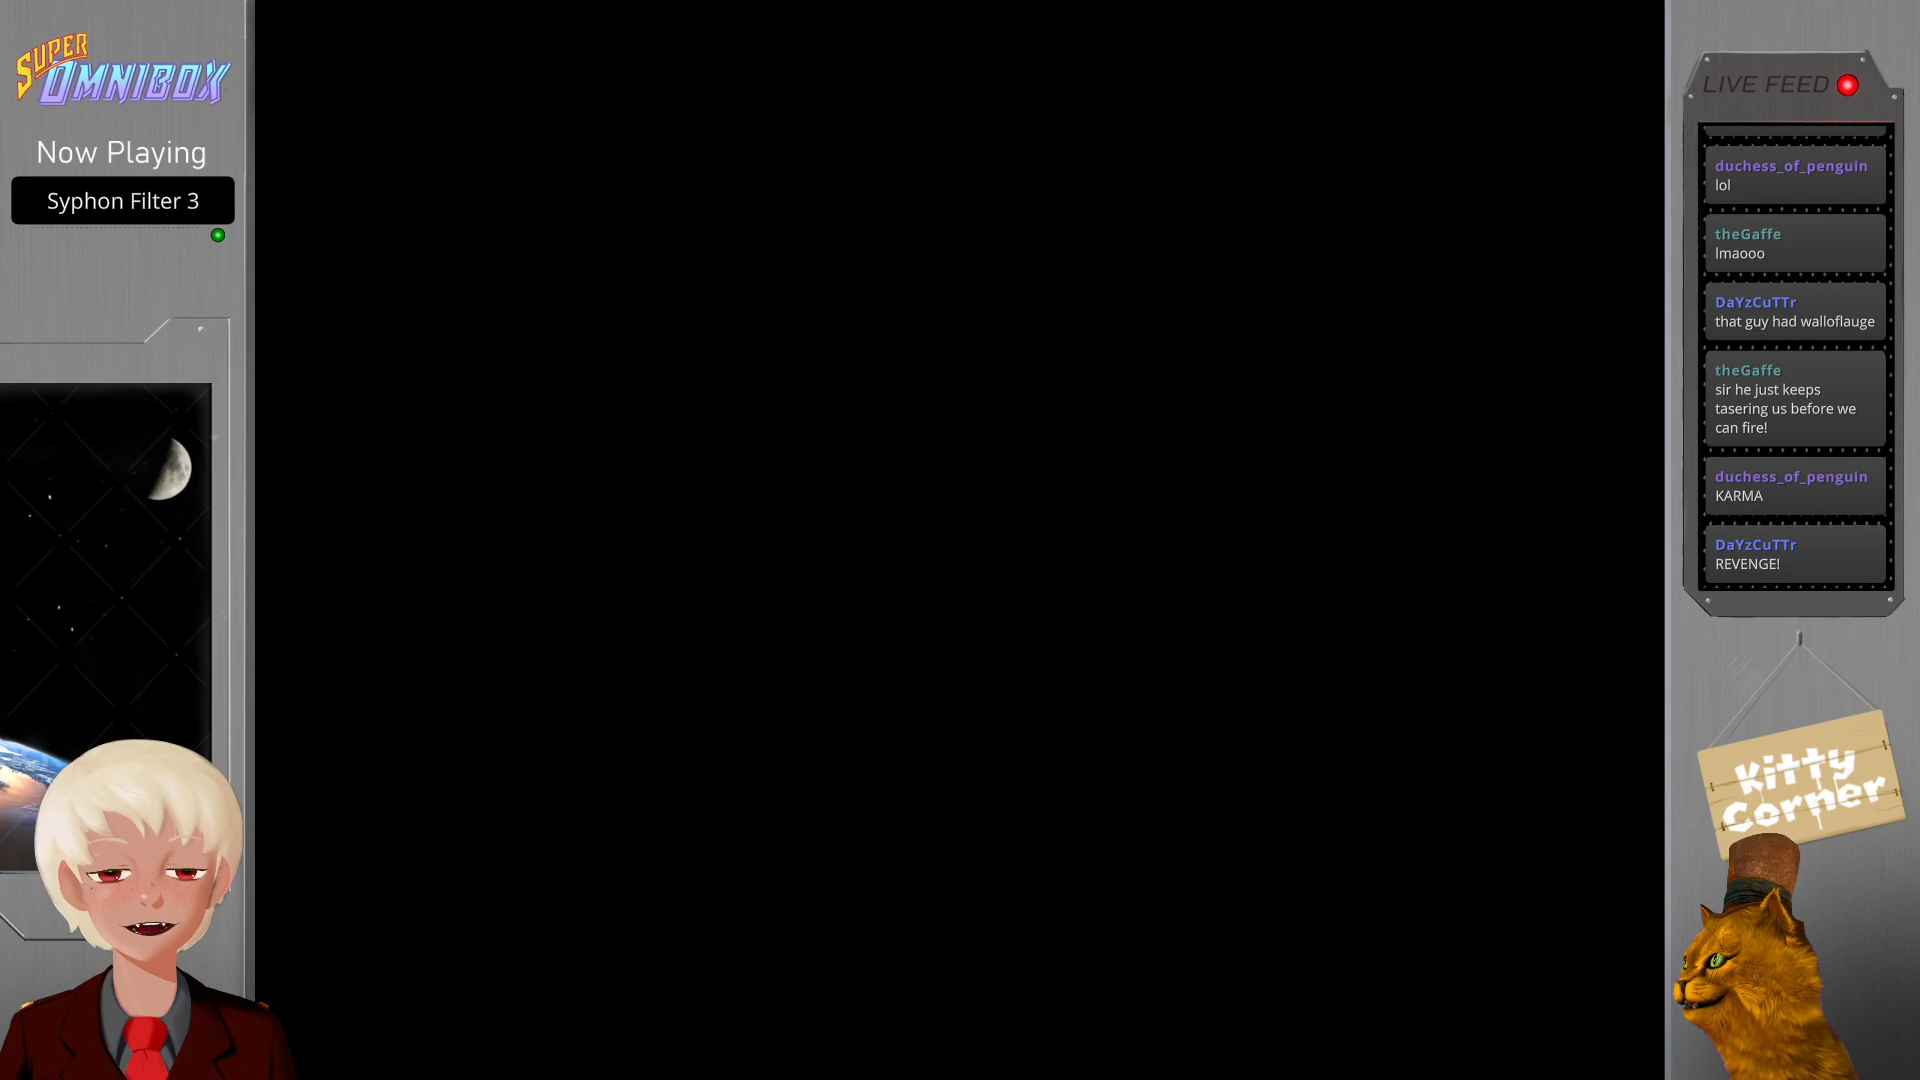 SUPER
OMNIBOX
Now Playing
Syphon Filter 3
LIVE FEED
duchess_of_penguin
lol
theGaffe
lmaooo
DaYzCuTTr
that guy had walloflauge
theGaffe
sir he just keeps
tasering us before we
can fire!
duchess_of_penguin
KARMA
DaYzCuTTr
REVENGE!
Kitty
Corner